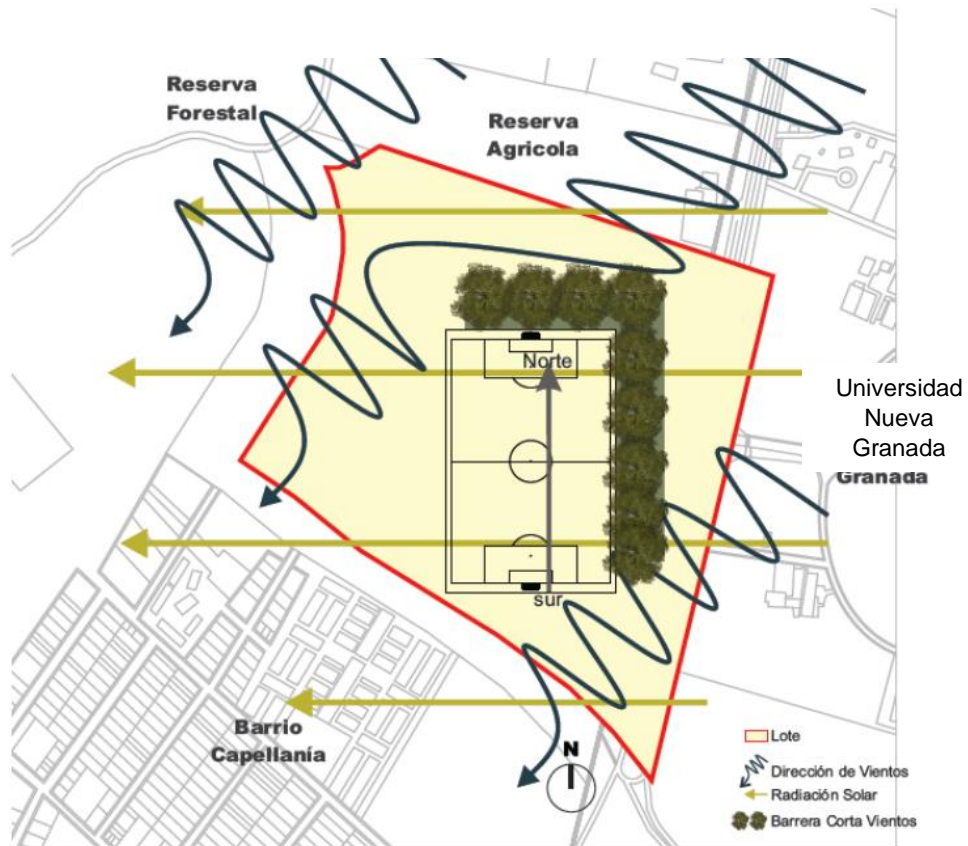 Reserva
Forestal
Reserva
Agricola
Norte
Universidad
Nueva
Granada
Granada
sur
Barrio
Capellanía
N
Lote
Dirección de Vientos
Radiación Solar
Barrera Corta Vientos